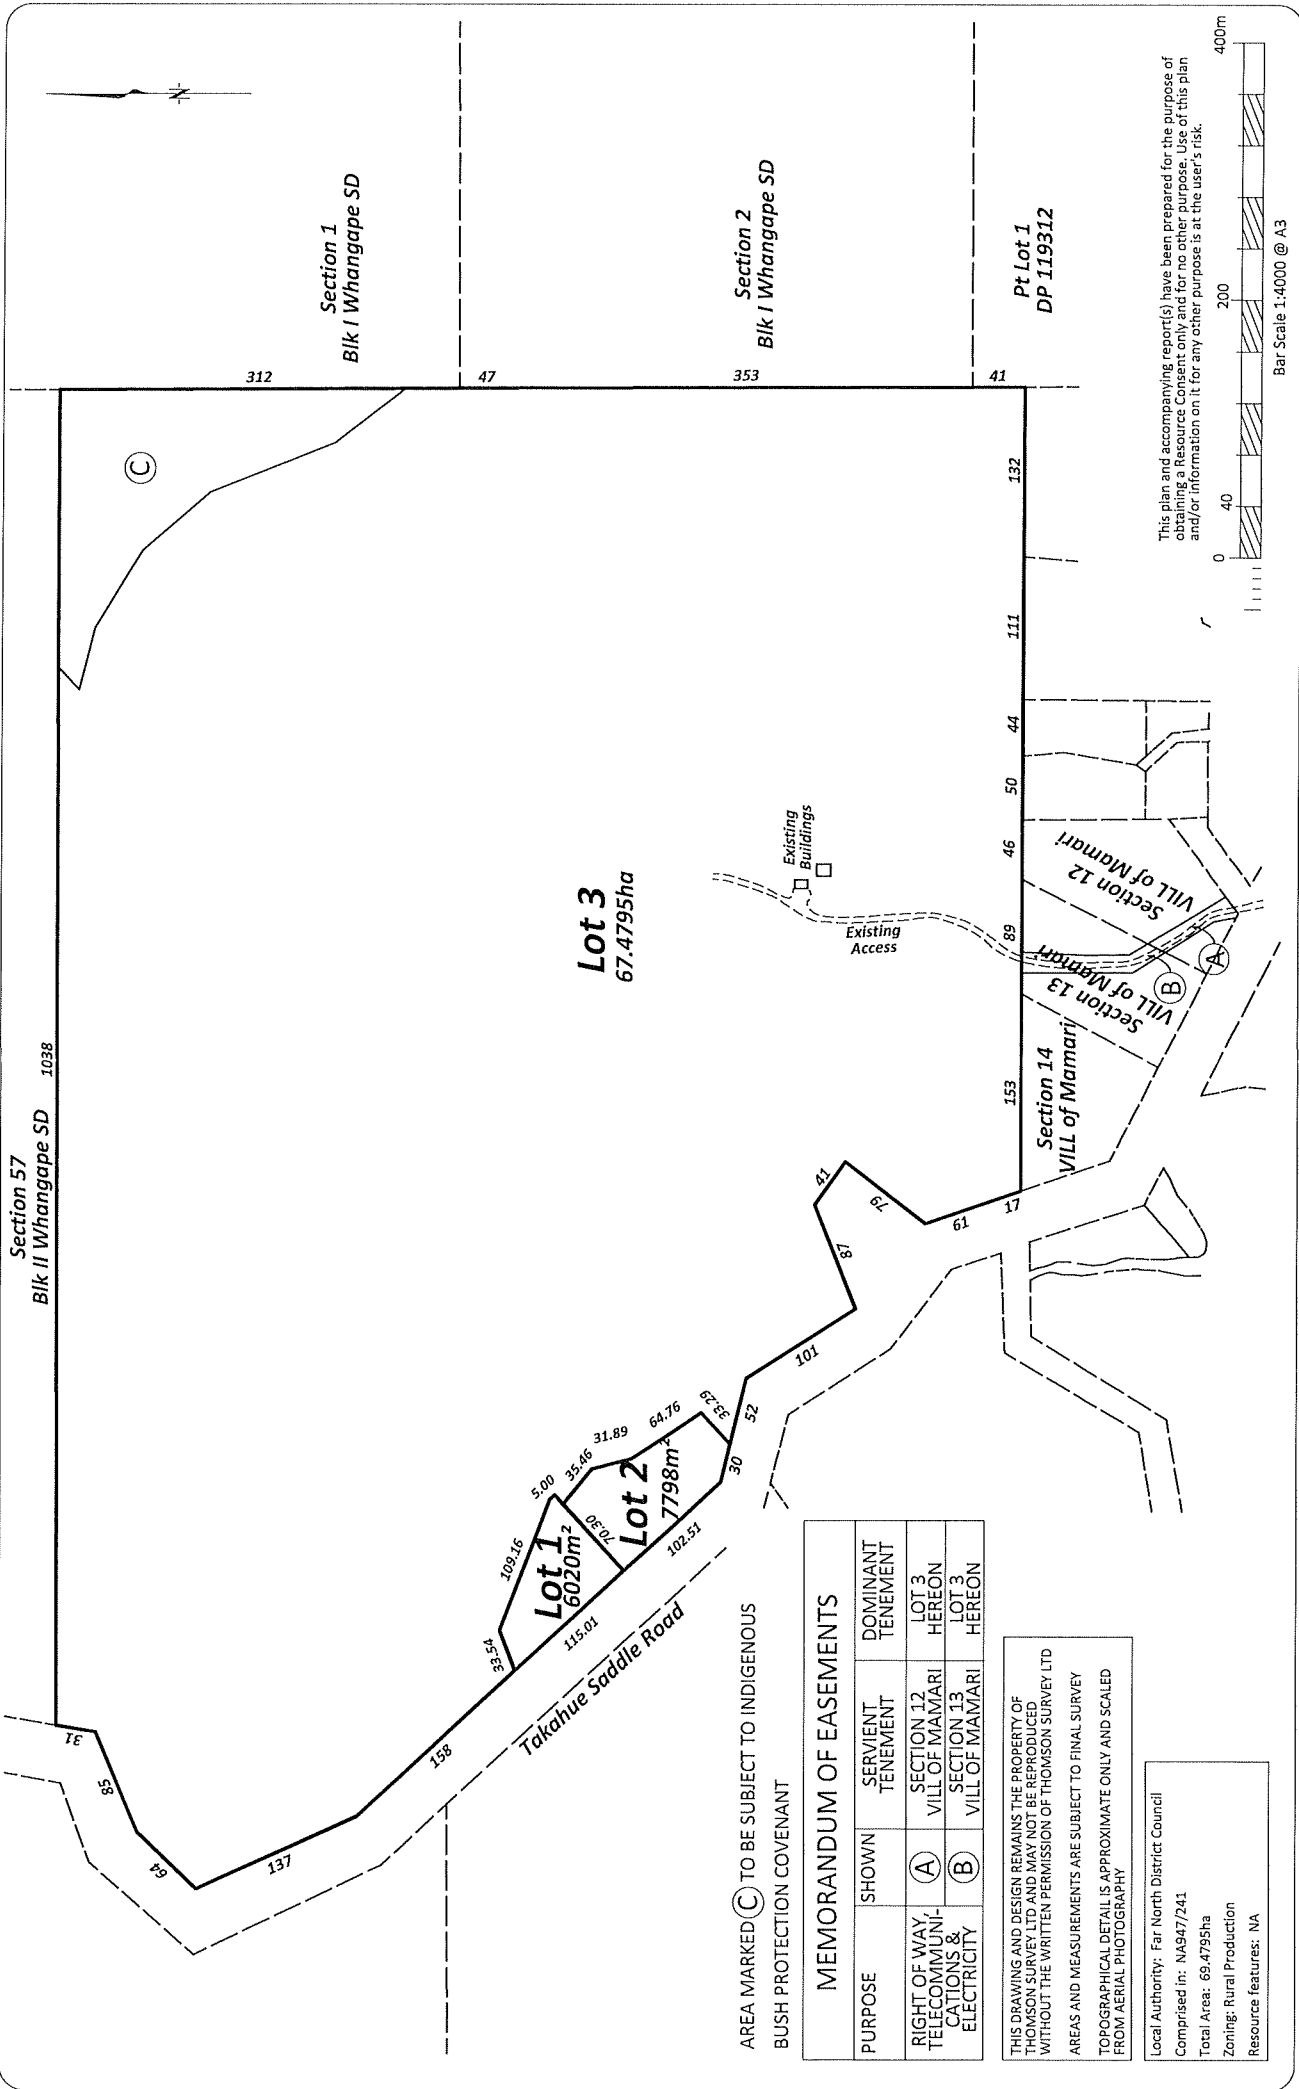 Section 57
Blk II Whangape SD
1038
31
85
64
137
158
33.54
109.16
5.00
35.46
31.89
64.76
33.29
115.01
70.30
102.51
30
52
101
87
41
79
61
17
153
89
46
50
44
111
132
312
47
353
41
N
Section 1
Blk I Whangape SD
Section 2
Blk I Whangape SD
Pt Lot 1
DP 119312
C
Lot 1
6020m²
Lot 2
7798m²
Lot 3
67.4795ha
Existing
Buildings
Existing
Access
Takahue Saddle Road
Section 14
VILL of Mamari
Section 13
VILL of Mamari
Section 12
VILL of Mamari
B
A
AREA MARKED C TO BE SUBJECT TO INDIGENOUS
BUSH PROTECTION COVENANT
MEMORANDUM OF EASEMENTS
PURPOSE SHOWN SERVIENT TENEMENT DOMINANT TENEMENT
RIGHT OF WAY,
TELECOMMUNI-
CATIONS &
ELECTRICITY
A SECTION 12 VILL OF MAMARI LOT 3 HEREON
B SECTION 13 VILL OF MAMARI LOT 3 HEREON
THIS DRAWING AND DESIGN REMAINS THE PROPERTY OF
THOMSON SURVEY LTD AND MAY NOT BE REPRODUCED
WITHOUT THE WRITTEN PERMISSION OF THOMSON SURVEY LTD
AREAS AND MEASUREMENTS ARE SUBJECT TO FINAL SURVEY
TOPOGRAPHICAL DETAIL IS APPROXIMATE ONLY AND SCALED
FROM AERIAL PHOTOGRAPHY
Local Authority: Far North District Council
Comprised in: NA947/241
Total Area: 69.4795ha
Zoning: Rural Production
Resource features: NA
This plan and accompanying report(s) have been prepared for the purpose of
obtaining a Resource Consent only and for no other purpose. Use of this plan
and/or information on it for any other purpose is at the user's risk.
0 40 200 400m
Bar Scale 1:4000 @ A3